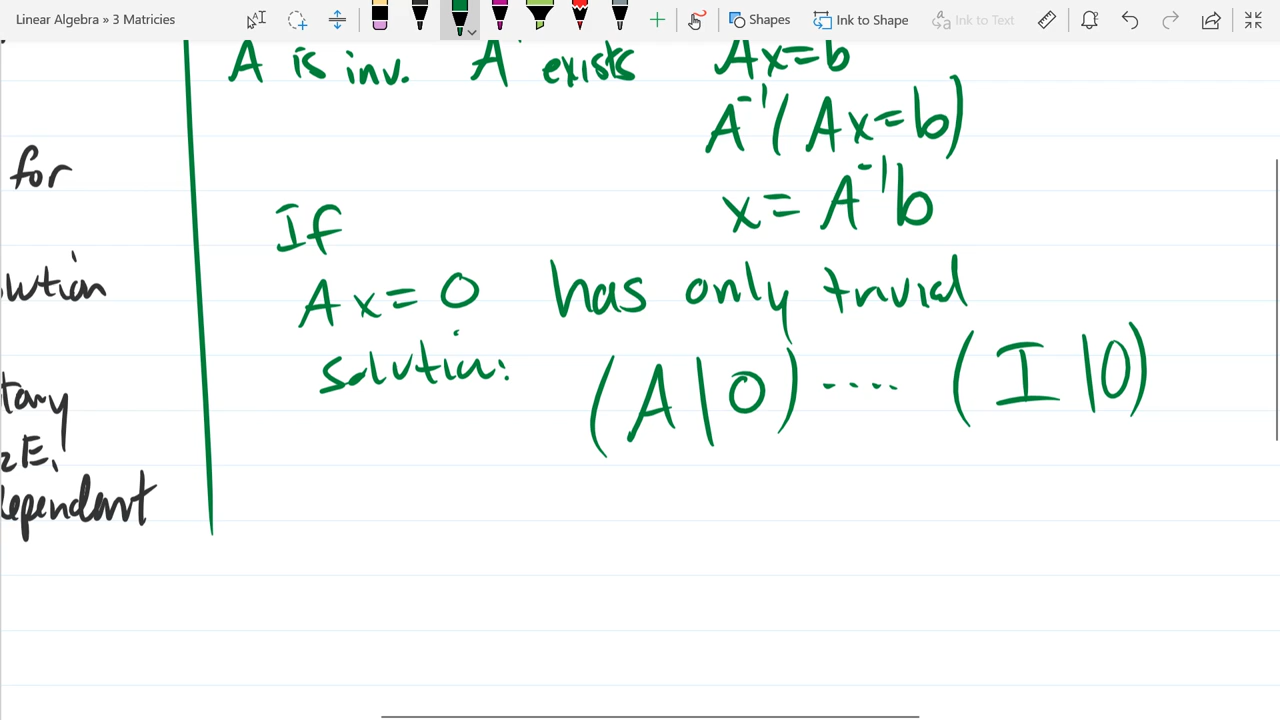 Linear Algebra » 3 Matricies
Shapes
Ink to Shape
Ink to Text
A is inv. A exists Ax=b
A⁻¹(Ax=b)
for
x = A⁻¹b
If
Ax = 0 has only trivial
solution:
(A|0) .... (I|0)
E,